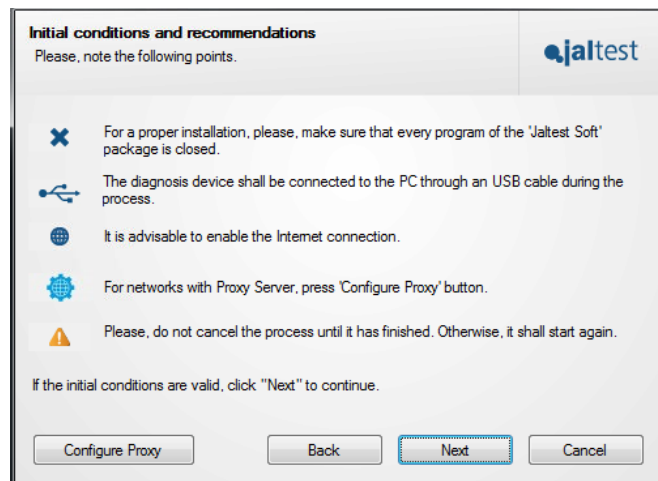 Initial conditions and recommendations
Please, note the following points.
jaltest
For a proper installation, please, make sure that every program of the 'Jaltest Soft'
package is closed.
The diagnosis device shall be connected to the PC through an USB cable during the
process.
It is advisable to enable the Internet connection.
For networks with Proxy Server, press 'Configure Proxy' button.
Please, do not cancel the process until it has finished. Otherwise, it shall start again.
If the initial conditions are valid, click "Next" to continue.
Configure Proxy
Back
Next
Cancel